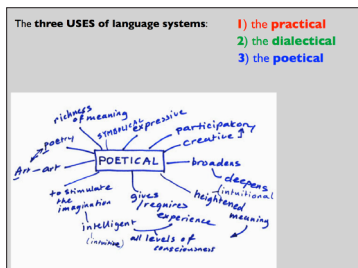 The three USES of language systems:
1) the practical
2) the dialectical
3) the poetical
richness
of meaning
SYMBOLICAL
expressive
participatory
creative
poetry
Art-art
POETICAL
broadens
deepens
(intuitional)
to stimulate
the
imagination
gives
/requires
experience
heightened
meaning
intelligent
(intuitive)
all levels of
consciousness